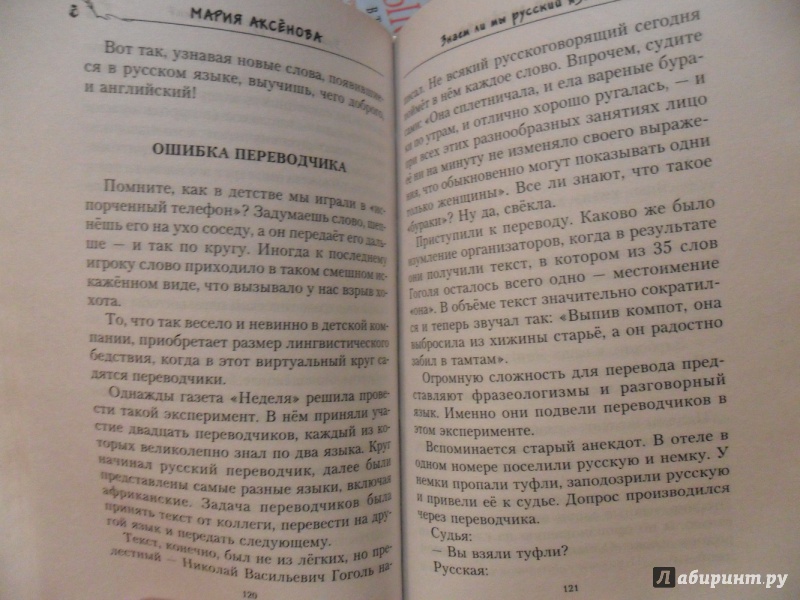 МАРИЯ АКСЁНОВА
Вот так, узнавая новые слова, появившие-
ся в русском языке, выучишь, чего доброго,
и английский!
ОШИБКА ПЕРЕВОДЧИКА
Помните, как в детстве мы играли в «ис-
порченный телефон»? Задумаешь слово, шеп-
нёшь его на ухо соседу, а он передаёт его даль-
ше — и так по кругу. Иногда к последнему
игроку слово приходило в таком смешном ис-
кажённом виде, что вызывало у нас взрыв хо-
хота.
То, что так весело и невинно в детской ком-
пании, приобретает размер лингвистического
бедствия, когда в этот виртуальный круг са-
дятся переводчики.
Однажды газета «Неделя» решила прове-
сти такой эксперимент. В нём приняли уча-
стие двадцать переводчиков, каждый из ко-
торых великолепно знал по два языка. Круг
начинал русский переводчик, далее были
представлены самые разные языки, включая
африканские. Задача переводчиков была
принять текст от коллеги, перевести на дру-
гой язык и передать следующему.
Текст, конечно, был не из лёгких, но пре-
лестный — Николай Васильевич Гоголь на-
120
Знаем ли мы русский
писал. Не всякий русскоговорящий сегодня
поймёт в нём каждое слово. Впрочем, судите
сами: «Она сплетничала, и ела вареные бура-
ки по утрам, и отлично хорошо ругалась, — и
при всех этих разнообразных занятиях лицо
её ни на минуту не изменяло своего выраже-
ния, что обыкновенно могут показывать одни
только женщины». Все ли знают, что такое
«бураки»? Ну да, свёкла.
Приступили к переводу. Каково же было
изумление организаторов, когда в результате
они получили текст, в котором из 35 слов
Гоголя осталось всего одно — местоимение
«она». В объёме текст значительно сократил-
ся и теперь звучал так: «Выпив компот, она
выбросила из хижины старьё, а он радостно
забил в тамтам».
Огромную сложность для перевода пред-
ставляют фразеологизмы и разговорный
язык. Именно они подвели переводчиков в
этом эксперименте.
Вспоминается старый анекдот. В отеле в
одном номере поселили русскую и немку. У
немки пропали туфли, заподозрили русскую
и привели её к судье. Допрос производился
через переводчика.
Судья:
— Вы взяли туфли?
Русская:
121
Лабиринт.ру